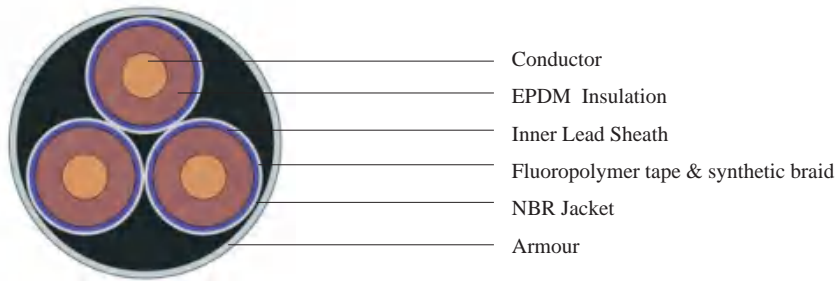 Conductor
EPDM Insulation
Inner Lead Sheath
Fluoropolymer tape & synthetic braid
NBR Jacket
Armour